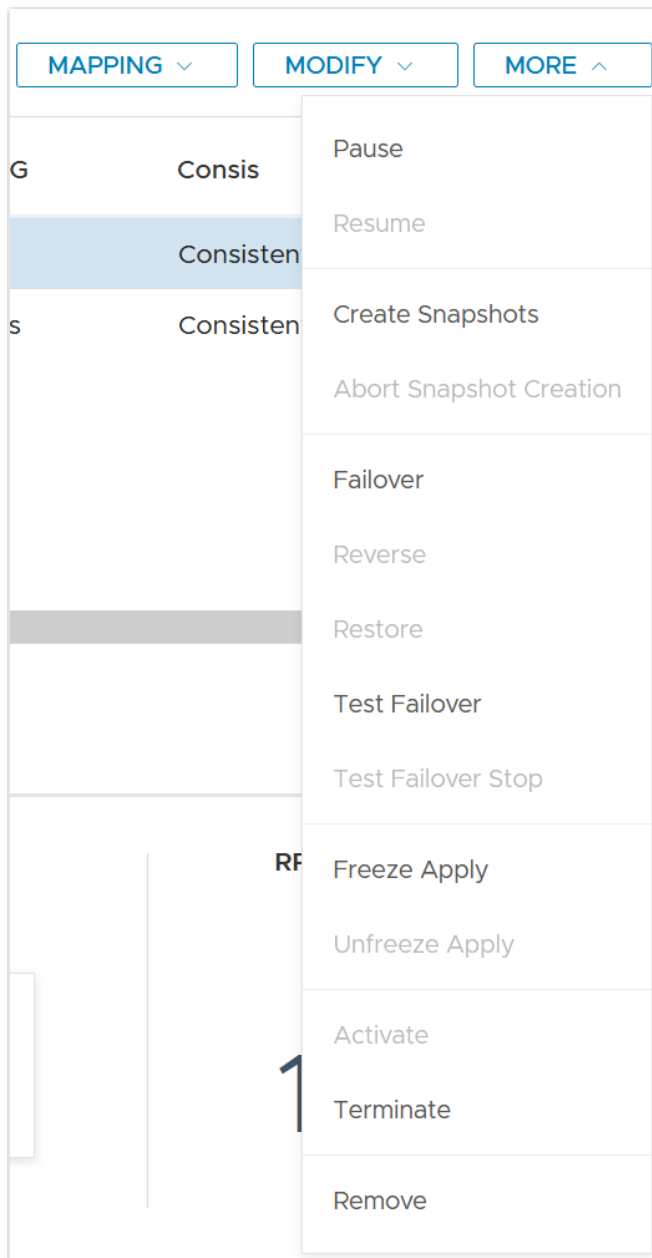 MAPPING MODIFY MORE
G Consis
Consisten
s Consisten
Pause
Resume
Create Snapshots
Abort Snapshot Creation
Failover
Reverse
Restore
Test Failover
Test Failover Stop
RP
Freeze Apply
Unfreeze Apply
Activate
1
Terminate
Remove